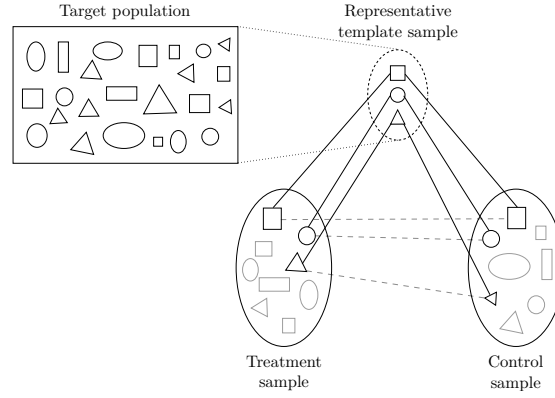 Target population
Representative
template sample
Treatment
sample
Control
sample